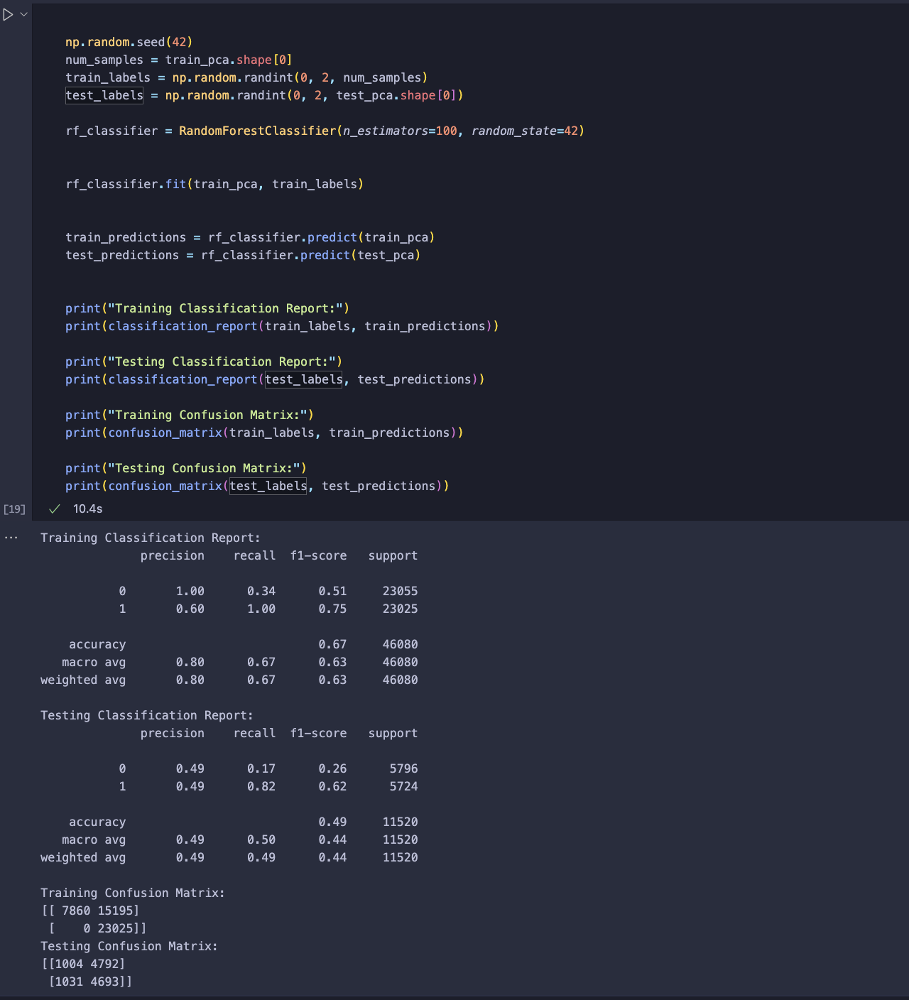 np.random.seed(42)
num_samples = train_pca.shape[0]
train_labels = np.random.randint(0, 2, num_samples)
test_labels = np.random.randint(0, 2, test_pca.shape[0])
rf_classifier = RandomForestClassifier(n_estimators=100, random_state=42)
rf_classifier.fit(train_pca, train_labels)
train_predictions = rf_classifier.predict(train_pca)
test_predictions = rf_classifier.predict(test_pca)
print("Training Classification Report:")
print(classification_report(train_labels, train_predictions))
print("Testing Classification Report:")
print(classification_report(test_labels, test_predictions))
print("Training Confusion Matrix:")
print(confusion_matrix(train_labels, train_predictions))
print("Testing Confusion Matrix:")
print(confusion_matrix(test_labels, test_predictions))
[19] ✓ 10.4s
... Training Classification Report:
precision recall f1-score support
0 1.00 0.34 0.51 23055
1 0.60 1.00 0.75 23025
accuracy 0.67 46080
macro avg 0.80 0.67 0.63 46080
weighted avg 0.80 0.67 0.63 46080
Testing Classification Report:
precision recall f1-score support
0 0.49 0.17 0.26 5796
1 0.49 0.82 0.62 5724
accuracy 0.49 11520
macro avg 0.49 0.50 0.44 11520
weighted avg 0.49 0.49 0.44 11520
Training Confusion Matrix:
[[ 7860 15195]
[ 0 23025]]
Testing Confusion Matrix:
[[1004 4792]
[1031 4693]]